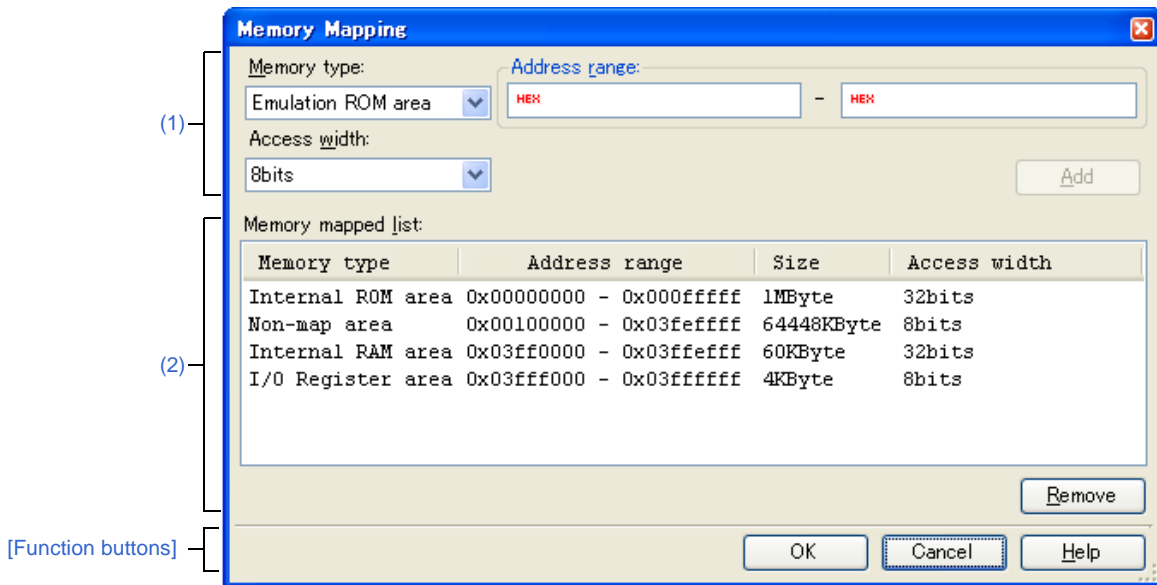 Memory Mapping
Memory type:
Address range:
Emulation ROM area
HEX - HEX
(1)
Access width:
8bits
Add
Memory mapped list:
Memory type Address range Size Access width
Internal ROM area 0x00000000 - 0x000fffff 1MByte 32bits
Non-map area 0x00100000 - 0x03feffff 64448KByte 8bits
Internal RAM area 0x03ff0000 - 0x03ffefff 60KByte 32bits
(2)
I/O Register area 0x03fff000 - 0x03ffffff 4KByte 8bits
Remove
[Function buttons]
OK Cancel Help